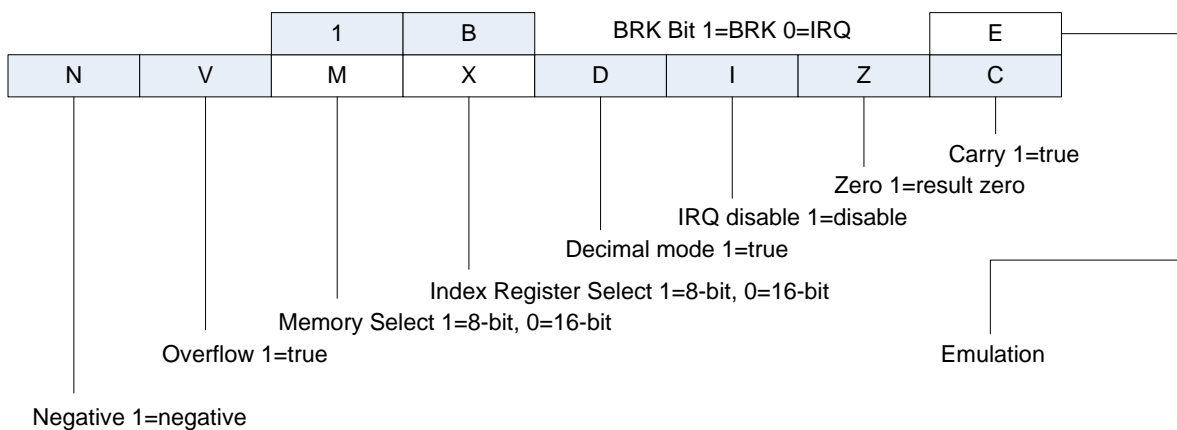 1 B BRK Bit 1=BRK 0=IRQ E
N V M X D I Z C
Carry 1=true
Zero 1=result zero
IRQ disable 1=disable
Decimal mode 1=true
Index Register Select 1=8-bit, 0=16-bit
Memory Select 1=8-bit, 0=16-bit
Overflow 1=true Emulation
Negative 1=negative